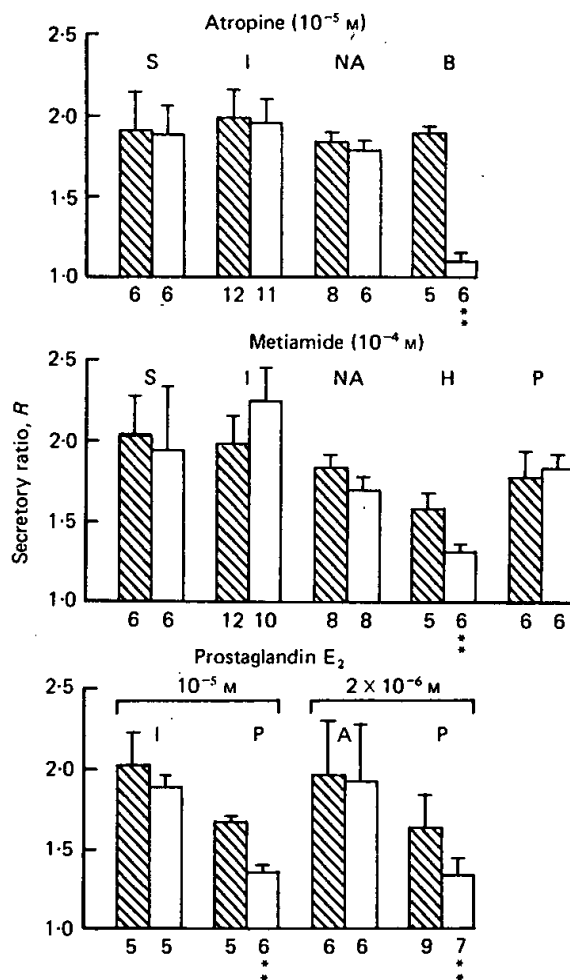 Atropine (10⁻⁵ M)
S I NA B
2·5
2·0
1·5
1·0
6 6 12 11 8 6 5 6
**
Metiamide (10⁻⁴ M)
S I NA H P
2·5
2·0
1·5
1·0
6 6 12 10 8 8 5 6 6 6
**
Secretory ratio, R
Prostaglandin E₂
10⁻⁵ M 2 × 10⁻⁶ M
I P A P
2·5
2·0
1·5
1·0
5 5 5 6 6 6 9 7
** **